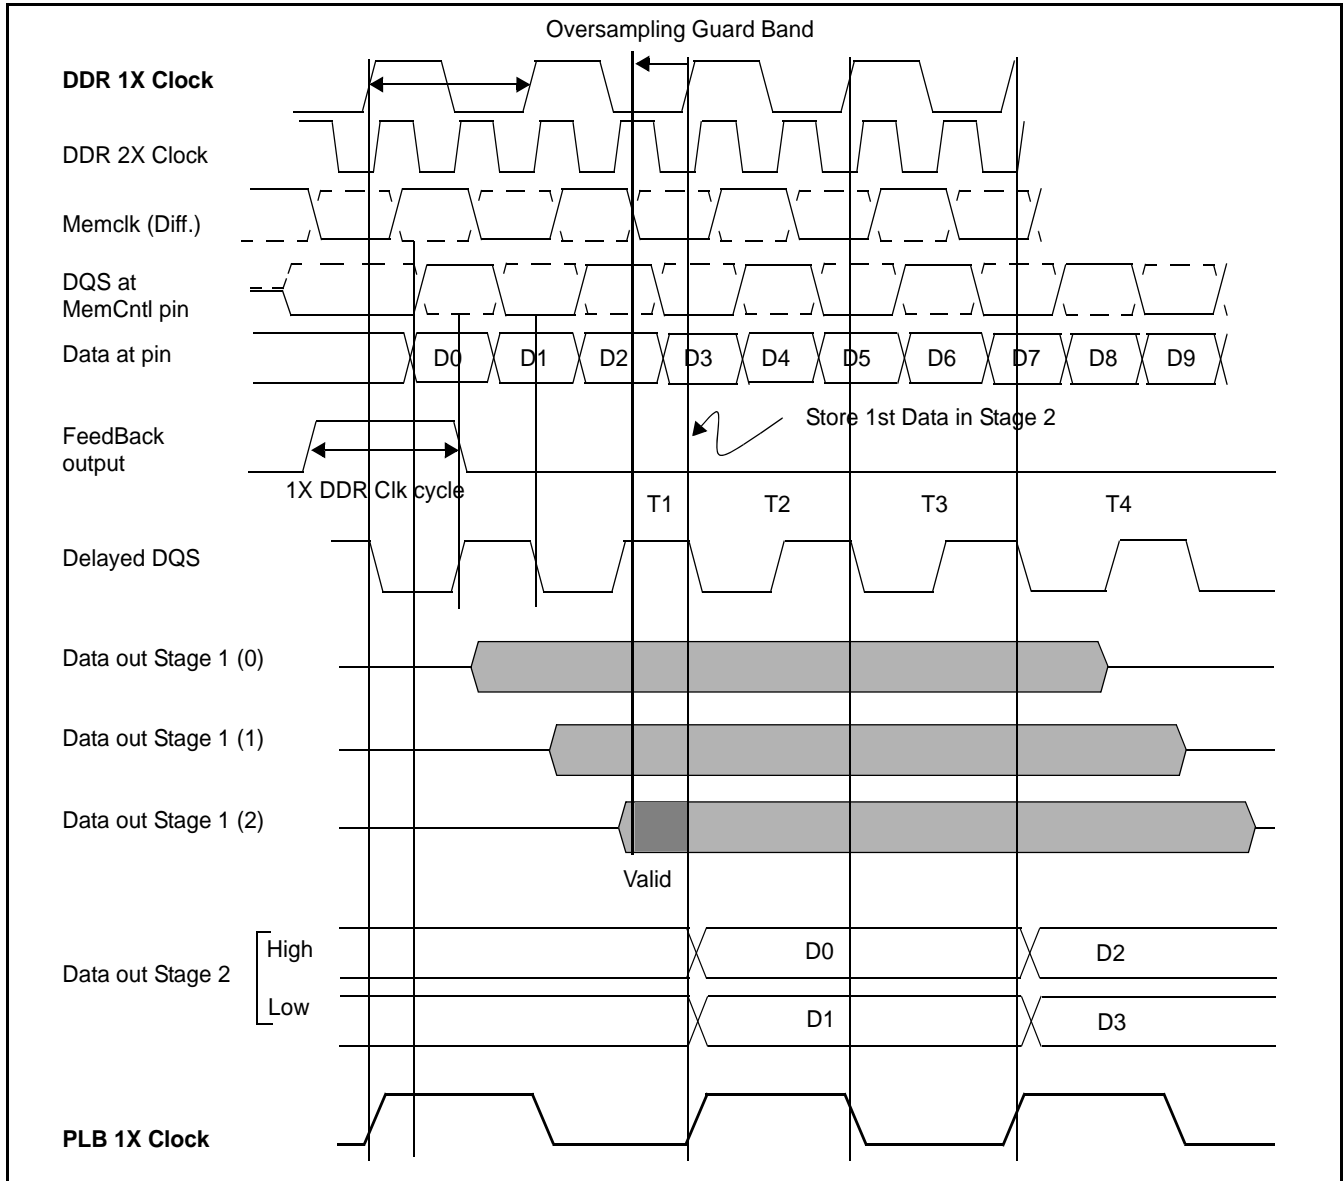 Oversampling Guard Band
DDR 1X Clock
DDR 2X Clock
Memclk (Diff.)
DQS at
MemCntl pin
Data at pin
D0 D1 D2 D3 D4 D5 D6 D7 D8 D9
Store 1st Data in Stage 2
FeedBack
output
1X DDR Clk cycle
T1 T2 T3 T4
Delayed DQS
Data out Stage 1 (0)
Data out Stage 1 (1)
Data out Stage 1 (2)
Valid
Data out Stage 2
High
D0 D2
Low
D1 D3
PLB 1X Clock